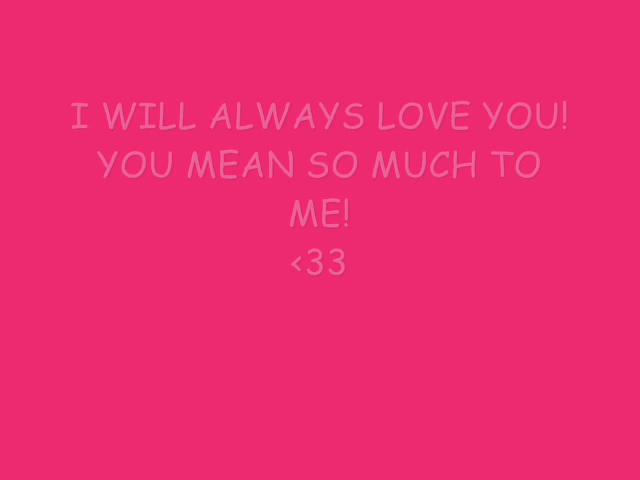 I WILL ALWAYS LOVE YOU!
YOU MEAN SO MUCH TO
ME!
<33